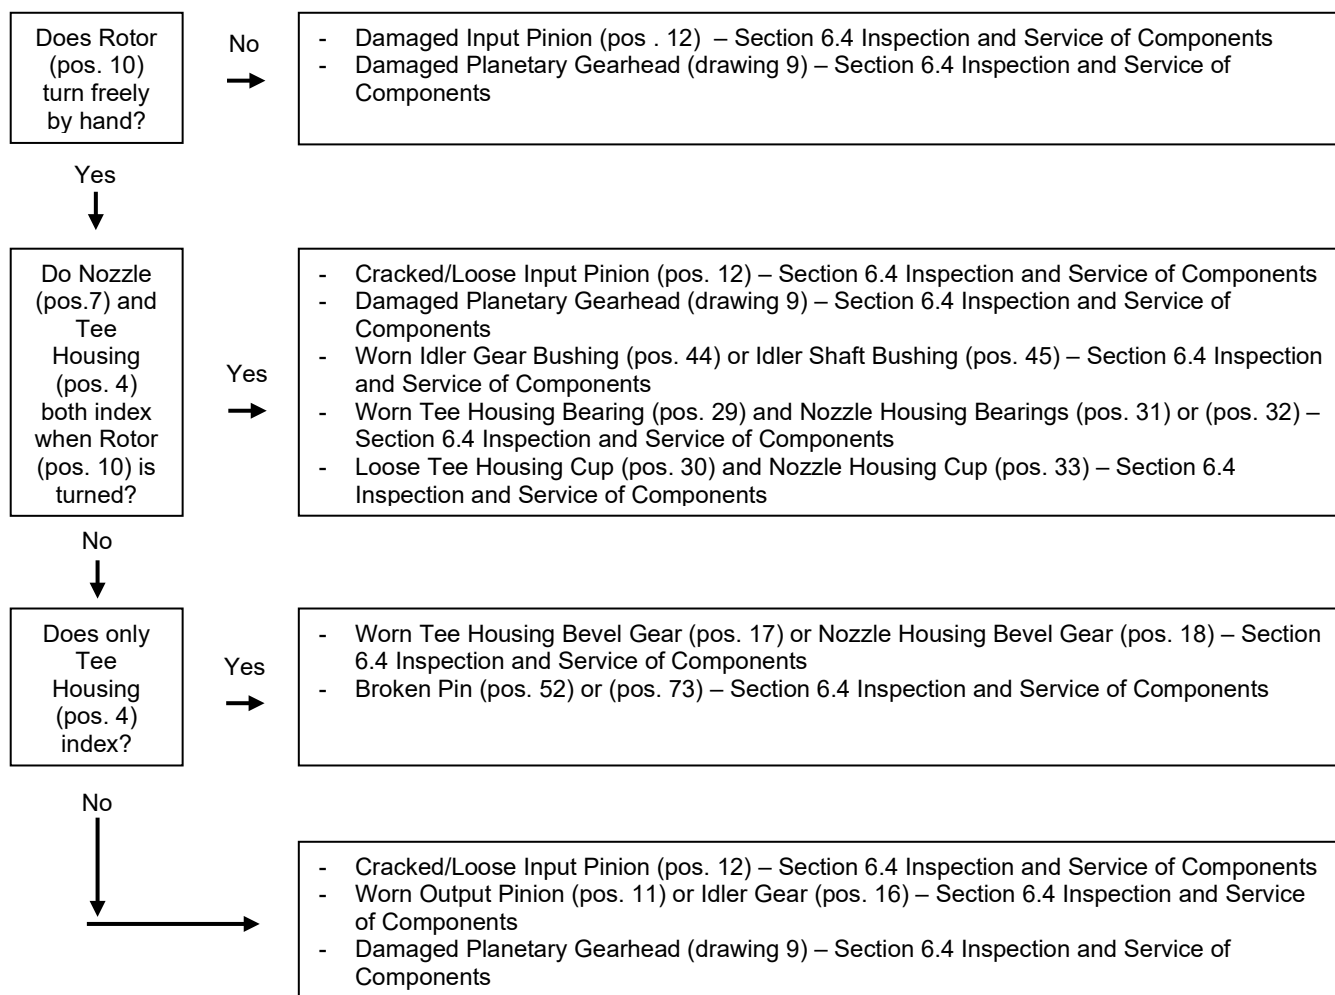 Does Rotor
(pos. 10)
turn freely
by hand?
No
- Damaged Input Pinion (pos . 12) – Section 6.4 Inspection and Service of Components
- Damaged Planetary Gearhead (drawing 9) – Section 6.4 Inspection and Service of
Components
Yes
Do Nozzle
(pos.7) and
Tee
Housing
(pos. 4)
both index
when Rotor
(pos. 10) is
turned?
Yes
- Cracked/Loose Input Pinion (pos. 12) – Section 6.4 Inspection and Service of Components
- Damaged Planetary Gearhead (drawing 9) – Section 6.4 Inspection and Service of
Components
- Worn Idler Gear Bushing (pos. 44) or Idler Shaft Bushing (pos. 45) – Section 6.4 Inspection
and Service of Components
- Worn Tee Housing Bearing (pos. 29) and Nozzle Housing Bearings (pos. 31) or (pos. 32) –
Section 6.4 Inspection and Service of Components
- Loose Tee Housing Cup (pos. 30) and Nozzle Housing Cup (pos. 33) – Section 6.4
Inspection and Service of Components
No
Does only
Tee
Housing
(pos. 4)
index?
Yes
- Worn Tee Housing Bevel Gear (pos. 17) or Nozzle Housing Bevel Gear (pos. 18) – Section
6.4 Inspection and Service of Components
- Broken Pin (pos. 52) or (pos. 73) – Section 6.4 Inspection and Service of Components
No
- Cracked/Loose Input Pinion (pos. 12) – Section 6.4 Inspection and Service of Components
- Worn Output Pinion (pos. 11) or Idler Gear (pos. 16) – Section 6.4 Inspection and Service
of Components
- Damaged Planetary Gearhead (drawing 9) – Section 6.4 Inspection and Service of
Components